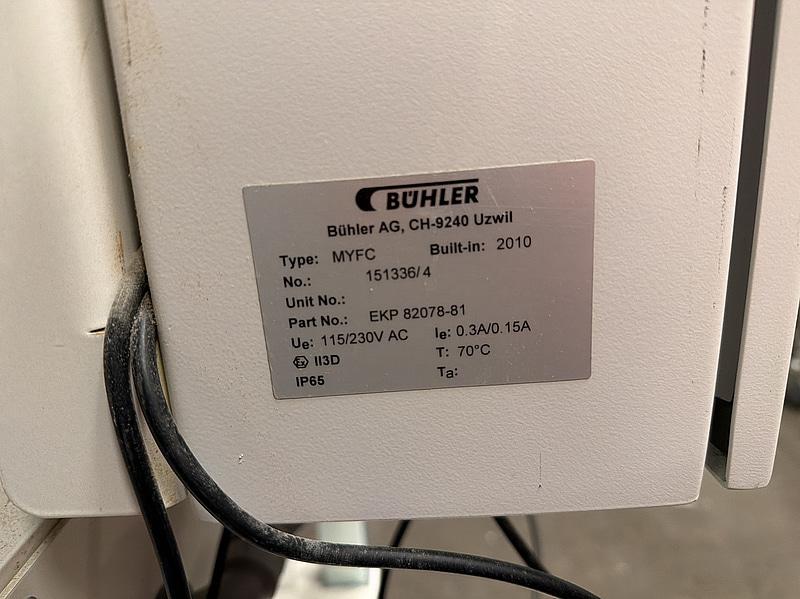 BÜHLER
Bühler AG, CH-9240 Uzwil
Type: MYFC Built-in: 2010
No.: 151336/4
Unit No.:
Part No.: EKP 82078-81
Ue: 115/230V AC Ie: 0.3A/0.15A
Ex II3D T: 70°C
IP65 Ta: